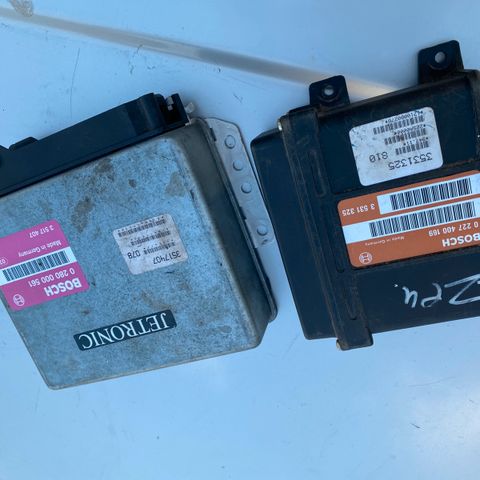 BOSCH
0 280 000 561
Made in Germany
3 517 407
3517407
078
JETRONIC
3531325
810
BOSCH
0 227 400 169
Made in Germany
3 531 325